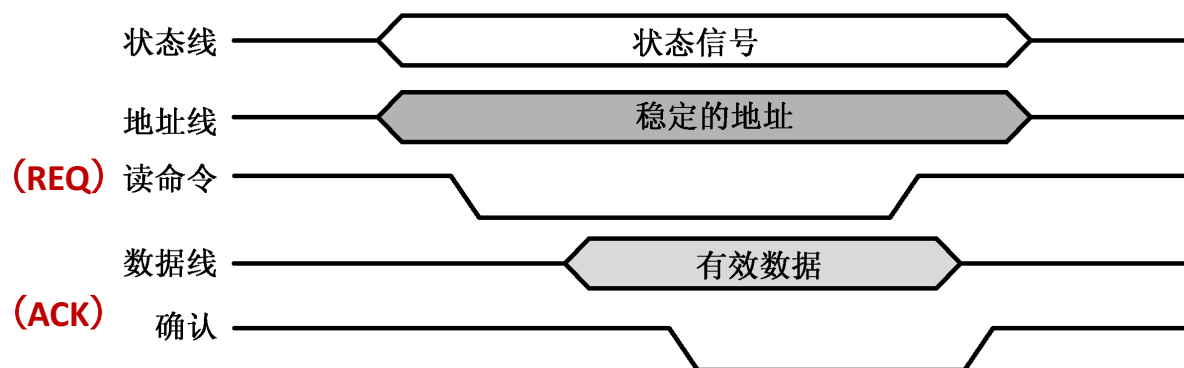 状态线 状态信号
地址线 稳定的地址
（REQ） 读命令
数据线 有效数据
（ACK） 确认